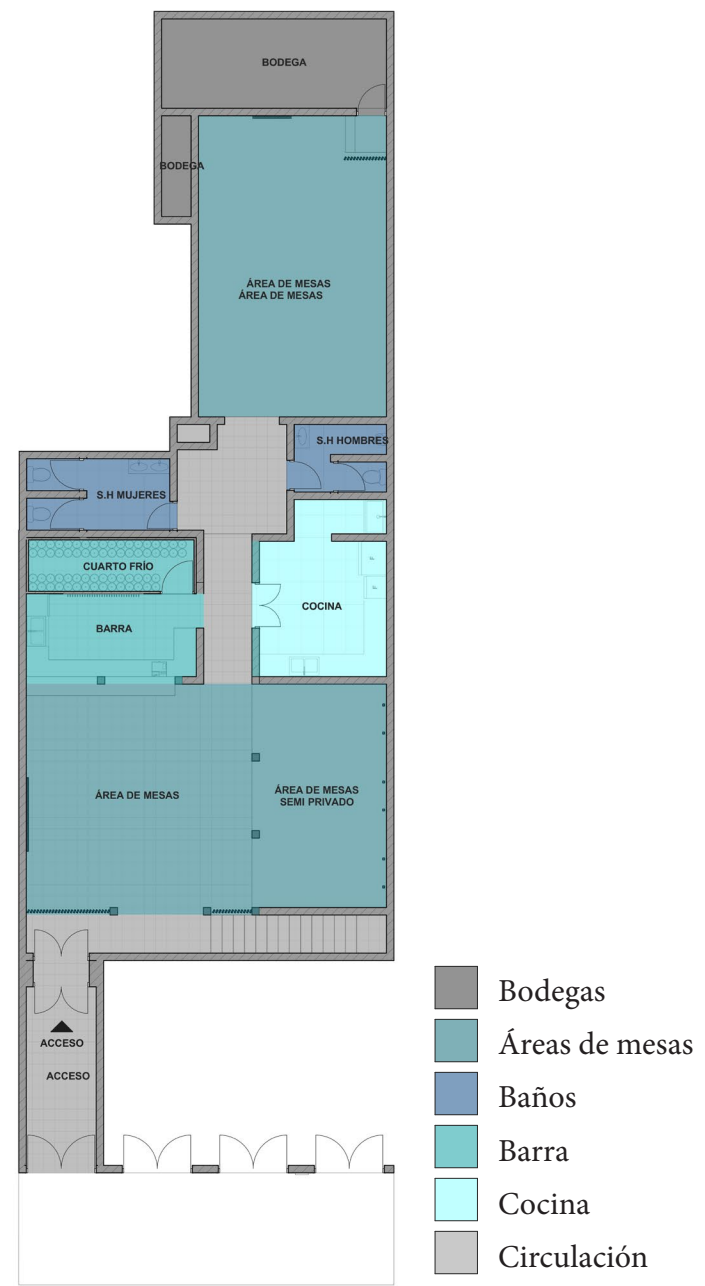 BODEGA
BODEGA
ÁREA DE MESAS
ÁREA DE MESAS
S.H HOMBRES
S.H MUJERES
CUARTO FRÍO
COCINA
BARRA
ÁREA DE MESAS
ÁREA DE MESAS
SEMI PRIVADO
ACCESO
ACCESO
Bodegas
Áreas de mesas
Baños
Barra
Cocina
Circulación